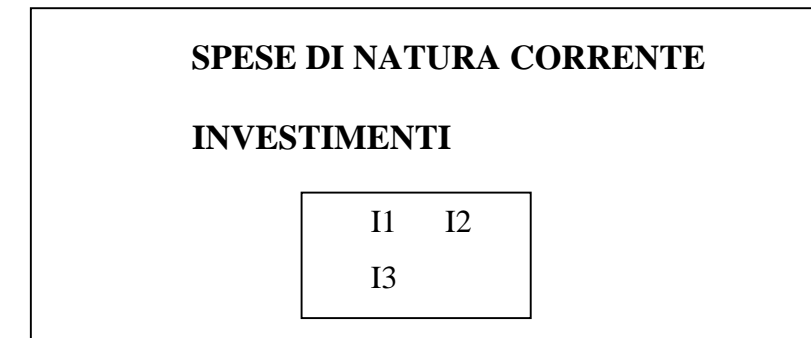 SPESE DI NATURA CORRENTE
INVESTIMENTI
I1 I2
I3